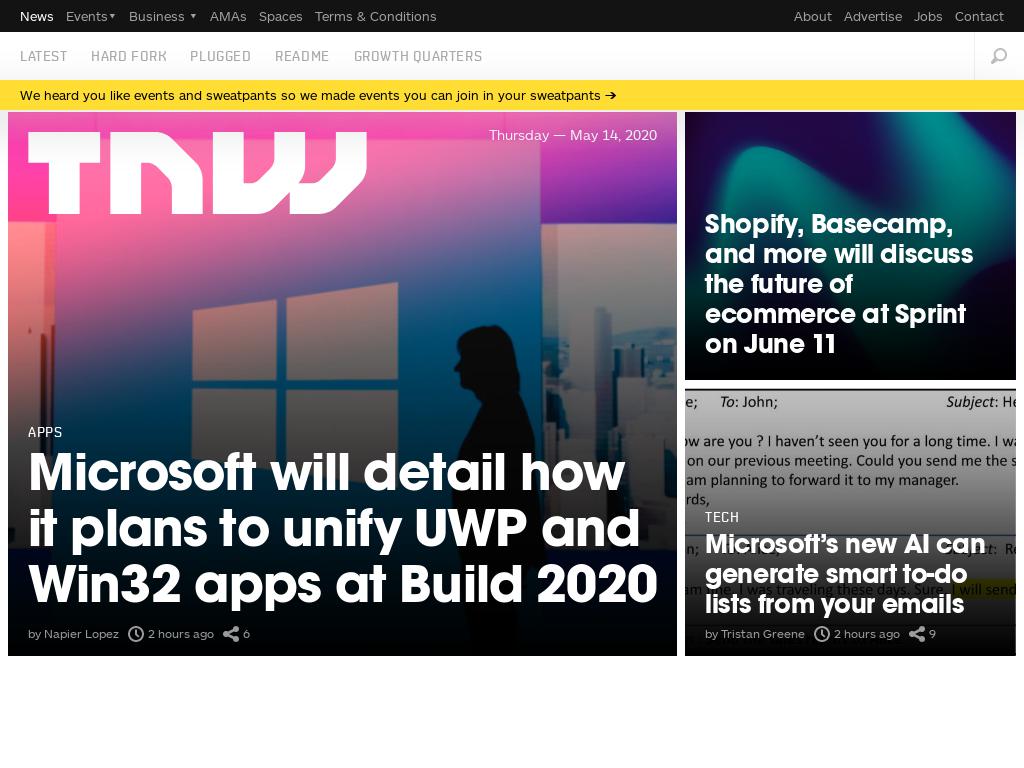 News Events Business AMAs Spaces Terms & Conditions About Advertise Jobs Contact
LATEST HARD FORK PLUGGED README GROWTH QUARTERS
We heard you like events and sweatpants so we made events you can join in your sweatpants →
TNW
Thursday — May 14, 2020
APPS
Microsoft will detail how
it plans to unify UWP and
Win32 apps at Build 2020
by Napier Lopez 2 hours ago 6
Shopify, Basecamp,
and more will discuss
the future of
ecommerce at Sprint
on June 11
e; To: John; Subject: He
ow are you ? I haven't seen you for a long time. I wa
on our previous meeting. Could you send me the s
am planning to forward it to my manager.
rds,
TECH
Microsoft's new AI can
generate smart to-do
lists from your emails
by Tristan Greene 2 hours ago 9